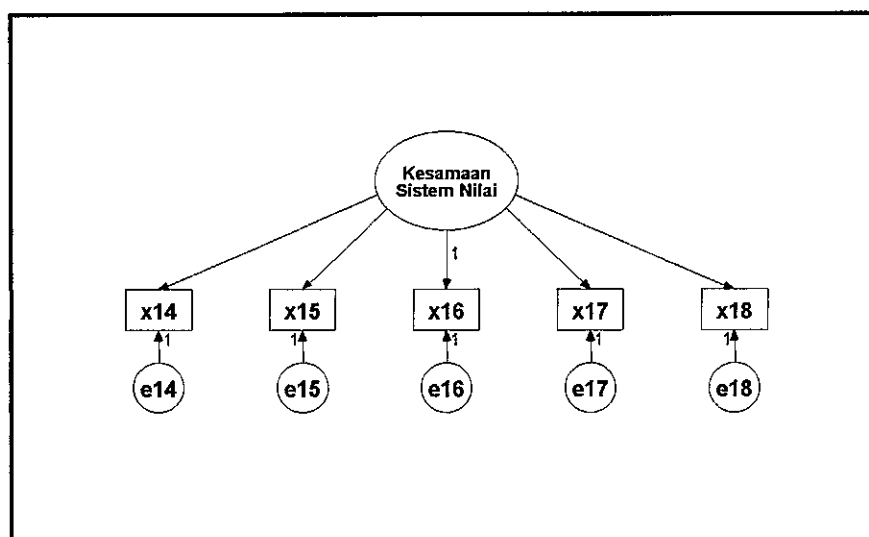 Kesamaan
Sistem Nilai
1
x14 x15 x16 x17 x18
1 1 1 1 1
e14 e15 e16 e17 e18